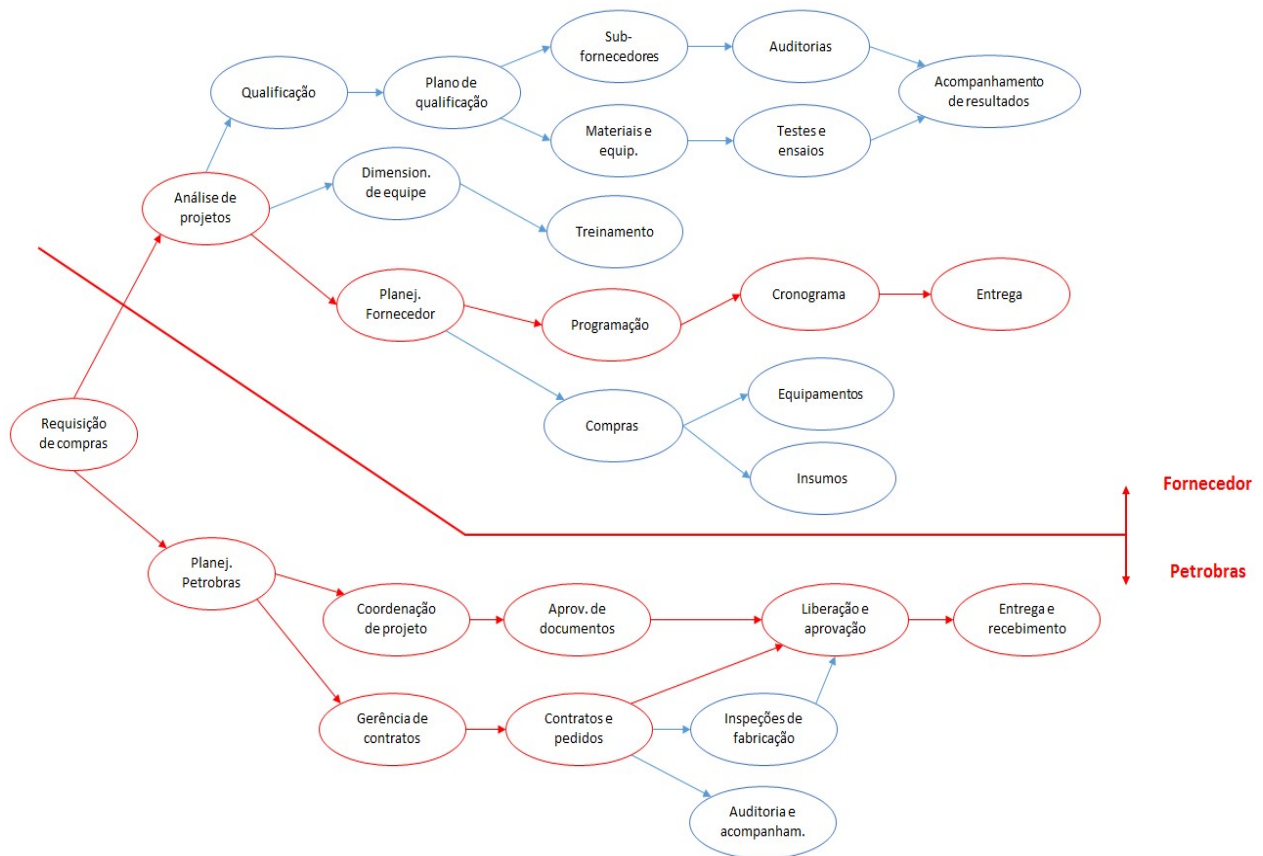 Sub-
fornecedores
Auditorias
Qualificação
Plano de
qualificação
Acompanhamento
de resultados
Materiais e
equip.
Testes e
ensaios
Dimension.
de equipe
Análise de
projetos
Treinamento
Planej.
Fornecedor
Programação
Cronograma
Entrega
Equipamentos
Compras
Requisição
de compras
Insumos
Fornecedor
Petrobras
Planej.
Petrobras
Coordenação
de projeto
Aprov. de
documentos
Liberação e
aprovação
Entrega e
recebimento
Gerência de
contratos
Contratos e
pedidos
Inspeções de
fabricação
Auditoria e
acompanham.